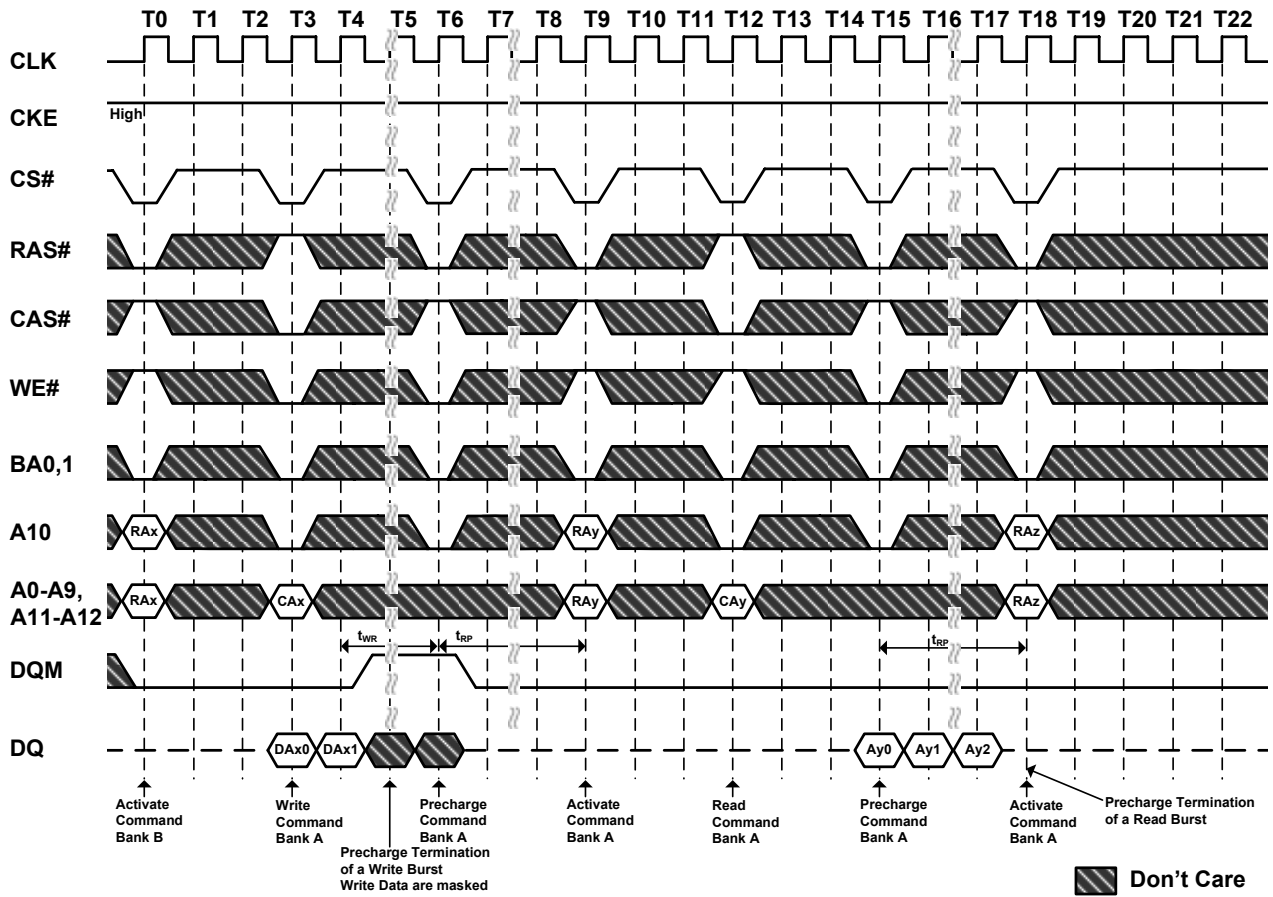 T0 T1 T2 T3 T4 T5 T6 T7 T8 T9 T10 T11 T12 T13 T14 T15 T16 T17 T18 T19 T20 T21 T22
CLK
CKE
High
CS#
RAS#
CAS#
WE#
BA0,1
A10
RAx RAy RAz
A0-A9,
A11-A12
RAx CAx RAy CAy RAz
tWR tRP tRP
DQM
DQ
DAx0 DAx1 Ay0 Ay1 Ay2
Activate
Command
Bank B
Write
Command
Bank A
Precharge Termination
of a Write Burst
Write Data are masked
Precharge
Command
Bank A
Activate
Command
Bank A
Read
Command
Bank A
Precharge
Command
Bank A
Activate
Command
Bank A
Precharge Termination
of a Read Burst
Don't Care